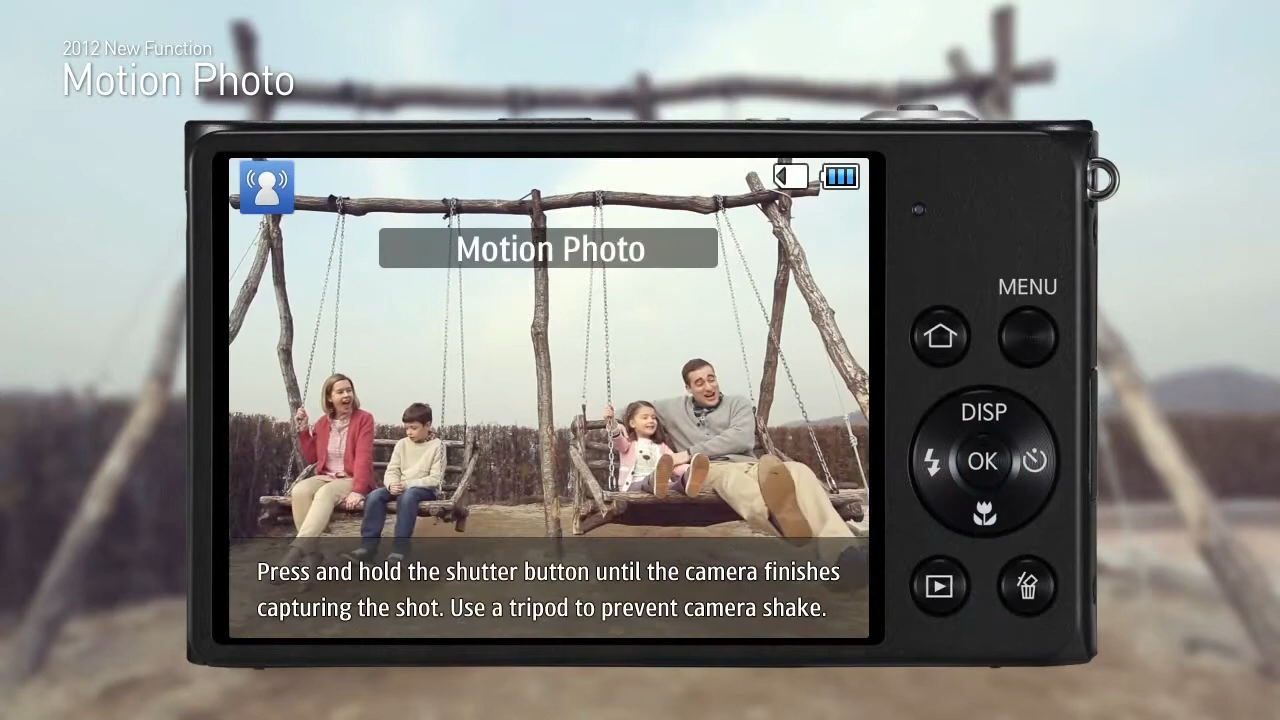 2012 New Function
Motion Photo
Motion Photo
MENU
DISP
OK
Press and hold the shutter button until the camera finishes
capturing the shot. Use a tripod to prevent camera shake.